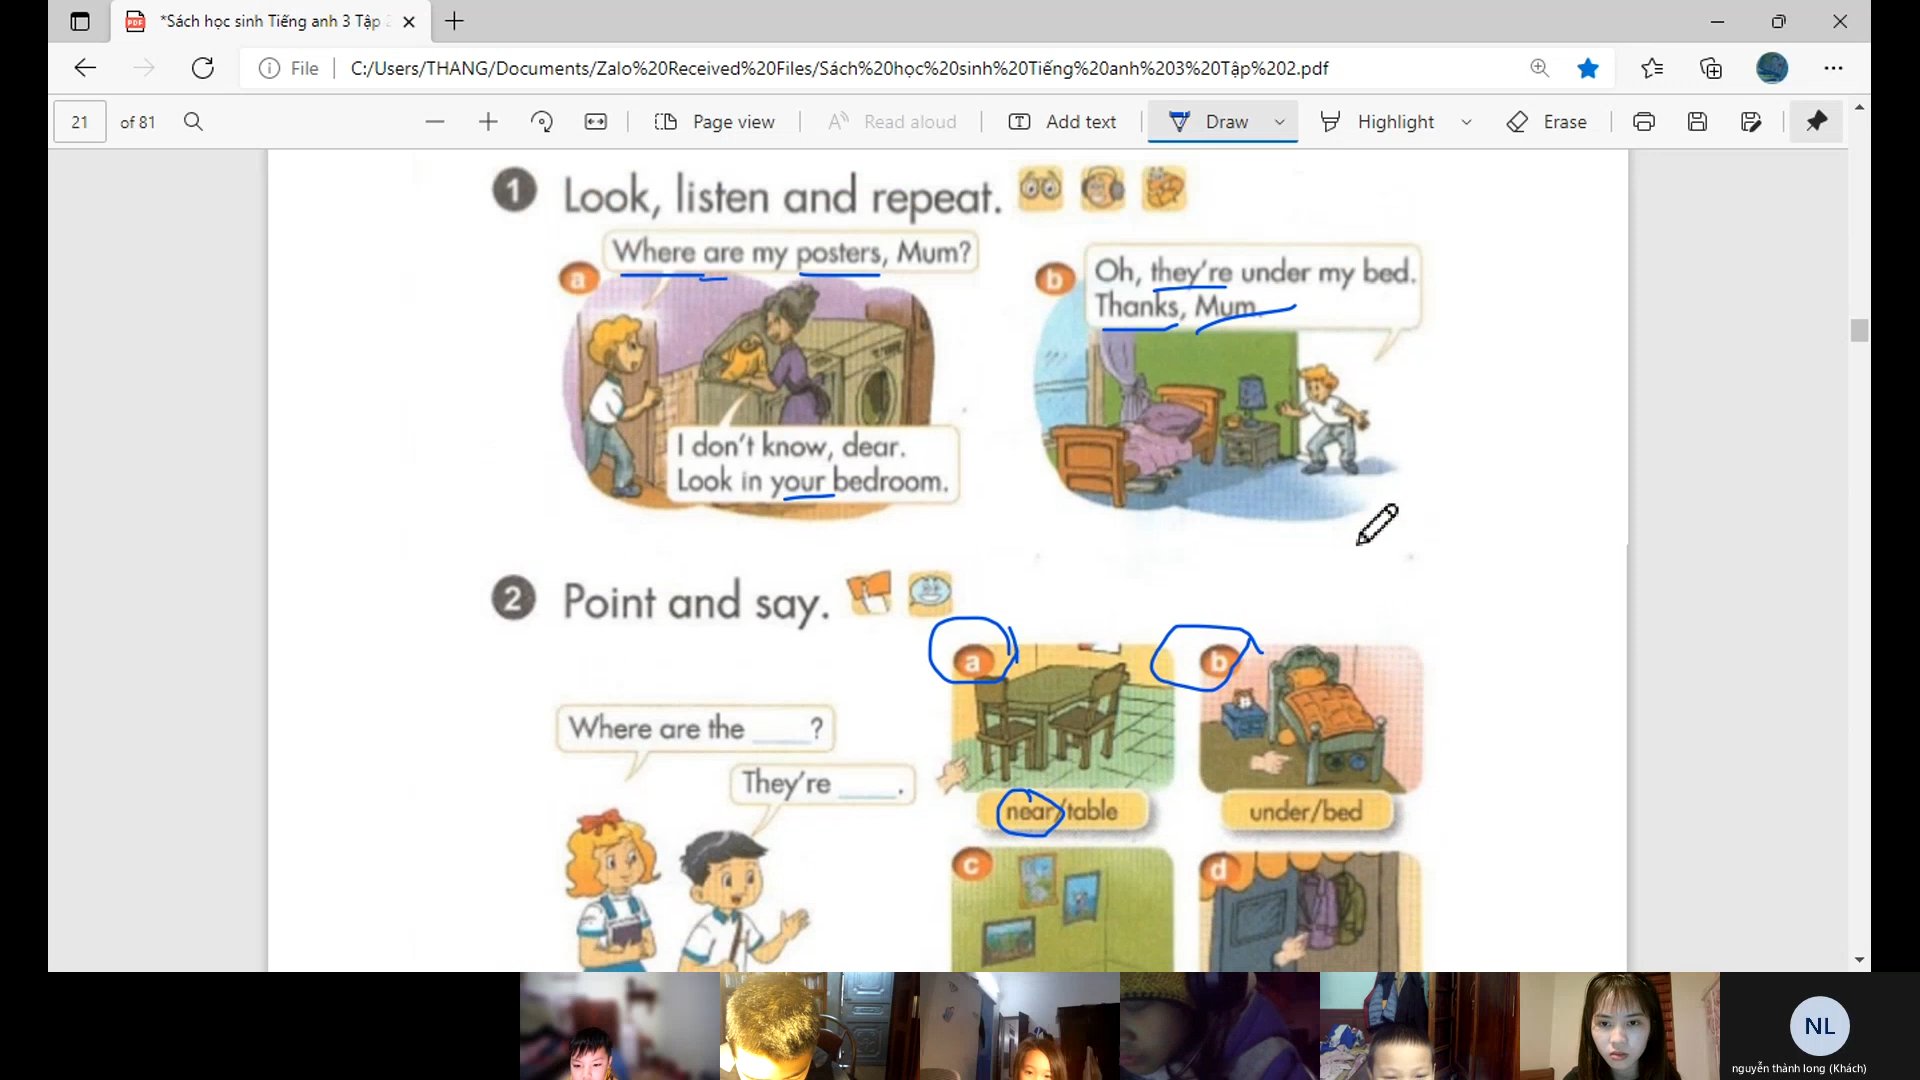 *Sách học sinh Tiếng anh 3 Tập 2
File
C:/Users/THANG/Documents/Zalo%20Received%20Files/Sách%20học%20sinh%20Tiếng%20anh%203%20Tập%202.pdf
21 of 81
Page view
Read aloud
Add text
Draw
Highlight
Erase
1 Look, listen and repeat.
a
Where are my posters, Mum?
I don't know, dear.
Look in your bedroom.
b
Oh, they're under my bed.
Thanks, Mum.
2 Point and say.
Where are the ____?
They're ____.
a
near/table
b
under/bed
c
d
NL
nguyễn thành long (Khách)